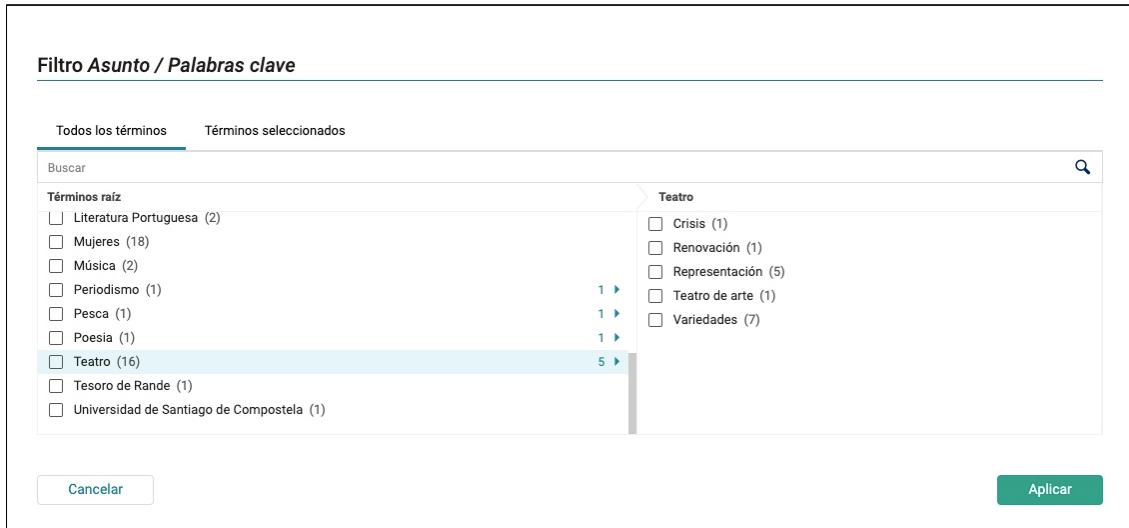 Filtro Asunto / Palabras clave
Todos los términos
Términos seleccionados
Buscar
Términos raíz
Literatura Portuguesa (2)
Mujeres (18)
Música (2)
Periodismo (1) 1
Pesca (1) 1
Poesia (1) 1
Teatro (16) 5
Tesoro de Rande (1)
Universidad de Santiago de Compostela (1)
Teatro
Crisis (1)
Renovación (1)
Representación (5)
Teatro de arte (1)
Variedades (7)
Cancelar
Aplicar